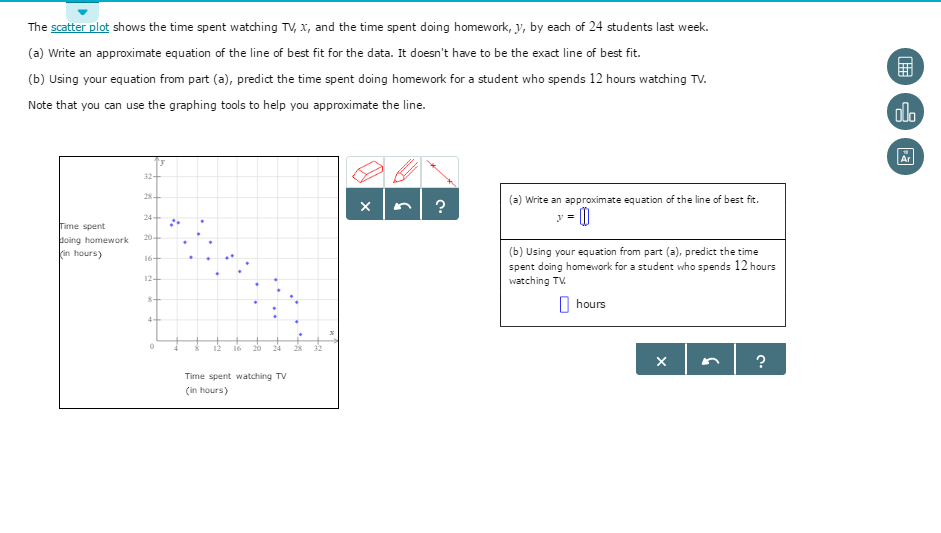 The scatter plot shows the time spent watching TV, x, and the time spent doing homework, y, by each of 24 students last week.
(a) Write an approximate equation of the line of best fit for the data. It doesn't have to be the exact line of best fit.
(b) Using your equation from part (a), predict the time spent doing homework for a student who spends 12 hours watching TV.
Note that you can use the graphing tools to help you approximate the line.
y
32
28
24
20
16
12
8
4
0
4 8 12 16 20 24 28 32
x
Time spent
doing homework
(in hours)
Time spent watching TV
(in hours)
× ?
(a) Write an approximate equation of the line of best fit.
y =
(b) Using your equation from part (a), predict the time
spent doing homework for a student who spends 12 hours
watching TV.
hours
× ?
Ar